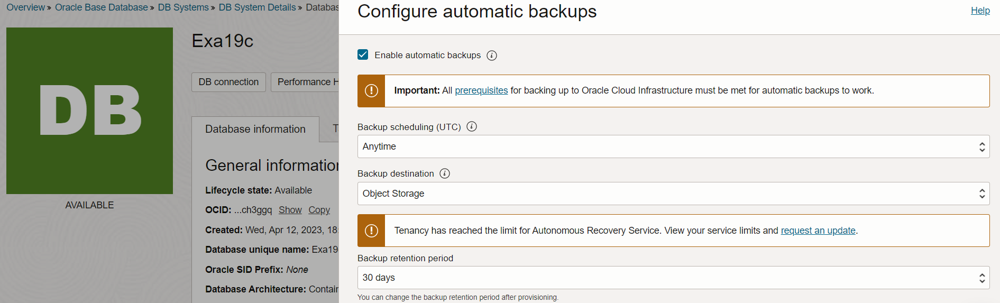 Overview » Oracle Base Database » DB Systems » DB System Details »
DB
AVAILABLE
Exa19c
DB connection
Performance
Database information
General information
Lifecycle state: Available
OCID: ...ch3ggq Show Copy
Created: Wed, Apr 12, 2023, 18:
Database unique name: Exa19
Oracle SID Prefix: None
Database Architecture:
Configure automatic backups
Help
Enable automatic backups
Important: All prerequisites for backing up to Oracle Cloud Infrastructure must be met for automatic backups to work.
Backup scheduling (UTC)
Anytime
Backup destination
Object Storage
Tenancy has reached the limit for Autonomous Recovery Service. View your service limits and request an update.
Backup retention period
30 days
You can change the backup retention period after provisioning.